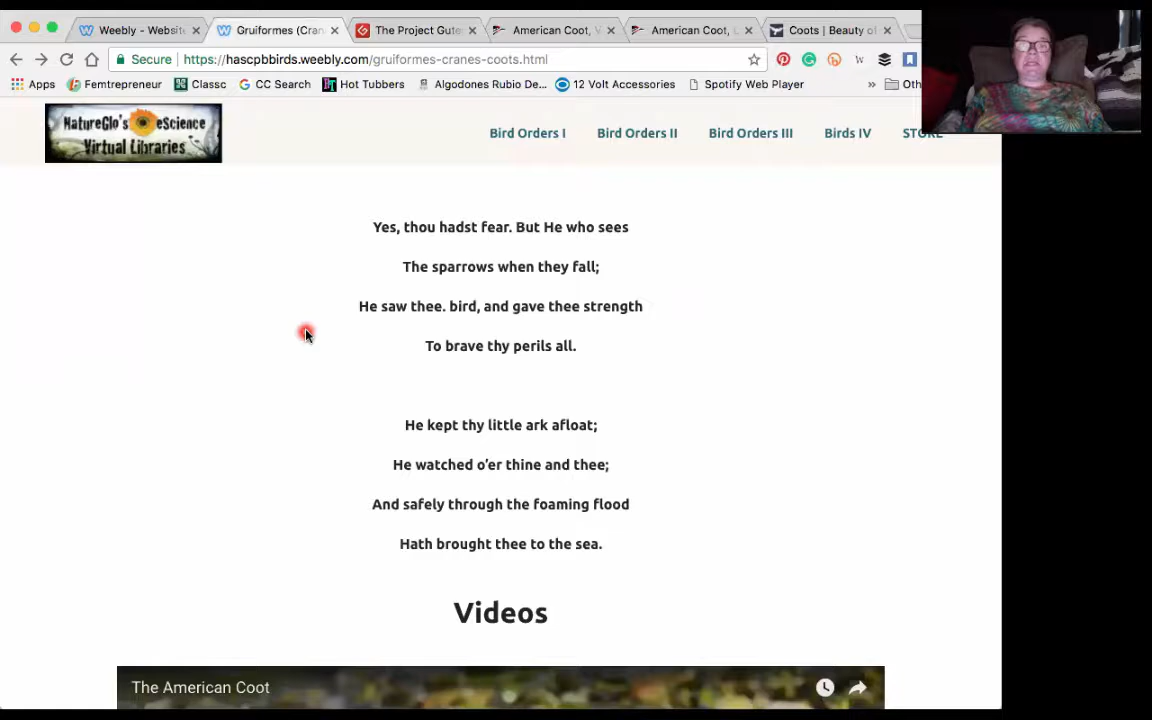 Weebly - Website
Gruiformes (Cran
The Project Gute
American Coot, V
American Coot, L
Coots | Beauty of
Secure
https://hascpbbirds.weebly.com/gruiformes-cranes-coots.html
Apps
Femtrepreneur
Classc
CC Search
Hot Tubbers
Algodones Rubio De...
12 Volt Accessories
Spotify Web Player
»
Oth
NatureGlo's eScience
Virtual Libraries
Bird Orders I
Bird Orders II
Bird Orders III
Birds IV
STORE
Yes, thou hadst fear. But He who sees
The sparrows when they fall;
He saw thee. bird, and gave thee strength
To brave thy perils all.
He kept thy little ark afloat;
He watched o'er thine and thee;
And safely through the foaming flood
Hath brought thee to the sea.
Videos
The American Coot